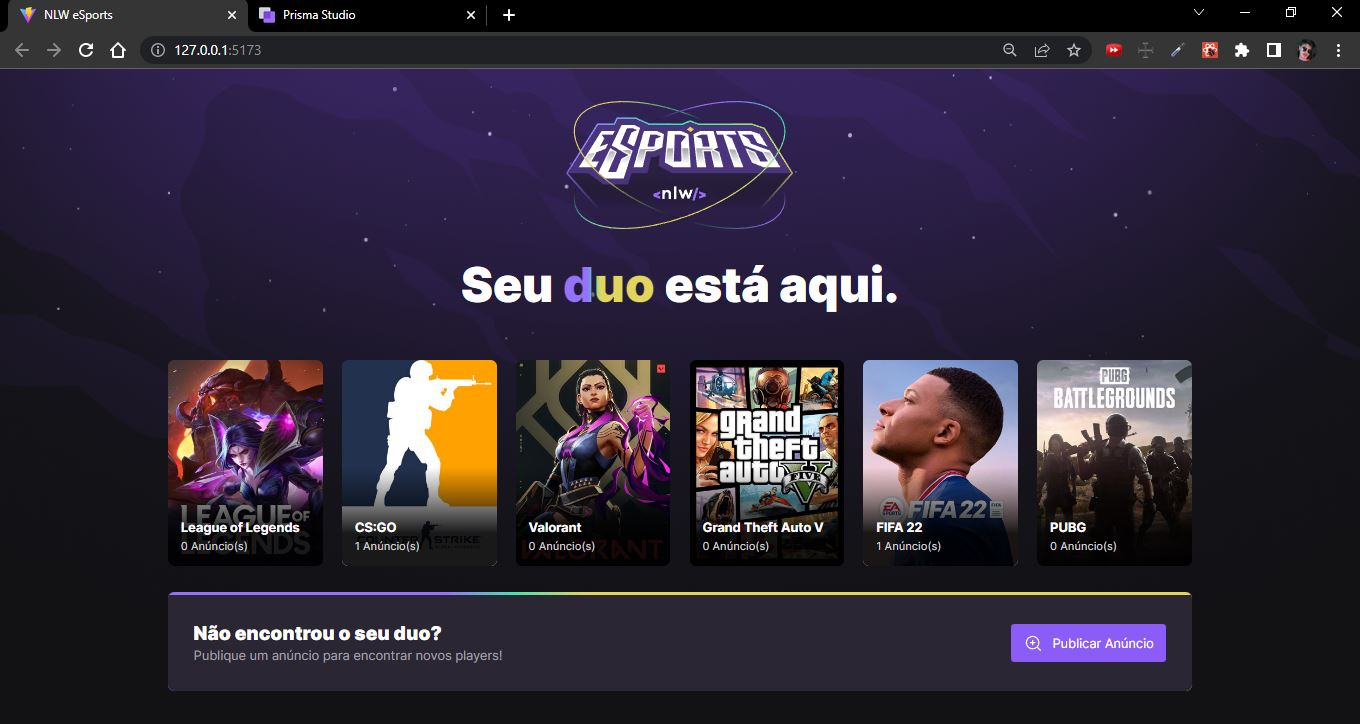 NLW eSports
Prisma Studio
127.0.0.1:5173
eSPORTS
<nlw/>
Seu duo está aqui.
LEAGUE OF
LEGENDS
League of Legends
0 Anúncio(s)
COUNTER STRIKE
CS:GO
1 Anúncio(s)
VALORANT
Valorant
0 Anúncio(s)
grand
theft
auto
FIVE
Grand Theft Auto V
0 Anúncio(s)
EA
SPORTS
FIFA 22
FIFA 22
1 Anúncio(s)
PUBG
BATTLEGROUNDS
PUBG
0 Anúncio(s)
Não encontrou o seu duo?
Publique um anúncio para encontrar novos players!
Publicar Anúncio